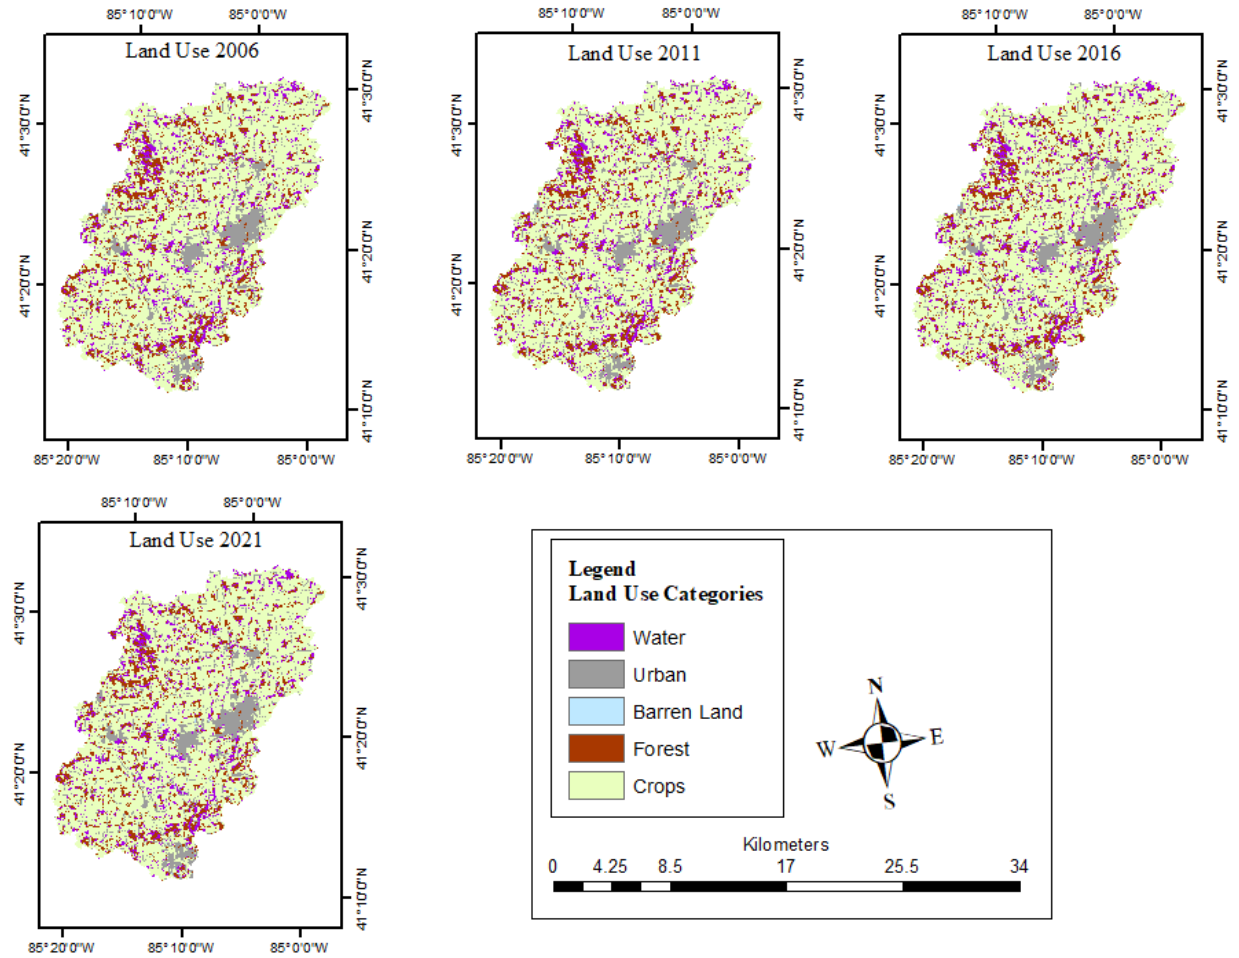 85°10'0"W 85°0'0"W
Land Use 2006
41°30'0"N
41°20'0"N
41°30'0"N
41°20'0"N
41°10'0"N
85°20'0"W 85°10'0"W 85°0'0"W
85°10'0"W 85°0'0"W
Land Use 2011
41°30'0"N
41°20'0"N
41°30'0"N
41°20'0"N
41°10'0"N
85°20'0"W 85°10'0"W 85°0'0"W
85°10'0"W 85°0'0"W
Land Use 2016
41°30'0"N
41°20'0"N
41°30'0"N
41°20'0"N
41°10'0"N
85°20'0"W 85°10'0"W 85°0'0"W
85°10'0"W 85°0'0"W
Land Use 2021
41°30'0"N
41°20'0"N
41°30'0"N
41°20'0"N
41°10'0"N
85°20'0"W 85°10'0"W 85°0'0"W
Legend
Land Use Categories
Water
Urban
Barren Land
Forest
Crops
N
W E
S
Kilometers
0 4.25 8.5 17 25.5 34